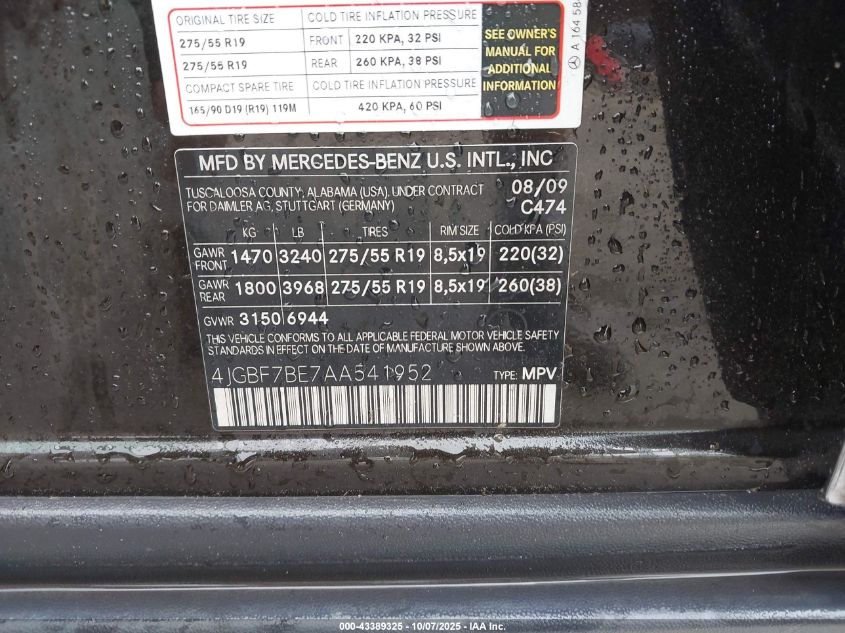 ORIGINAL TIRE SIZE COLD TIRE INFLATION PRESSURE
275/55 R19 FRONT 220 KPA, 32 PSI
275/55 R19 REAR 260 KPA, 38 PSI
COMPACT SPARE TIRE COLD TIRE INFLATION PRESSURE
165/90 D19 (R19) 119M 420 KPA, 60 PSI
SEE OWNER'S
MANUAL FOR
ADDITIONAL
INFORMATION
A 164 58
MFD BY MERCEDES-BENZ U.S. INTL., INC
TUSCALOOSA COUNTY, ALABAMA (USA), UNDER CONTRACT 08/09
FOR DAIMLER AG, STUTTGART (GERMANY) C474
KG LB TIRES RIM SIZE COLD KPA (PSI)
GAWR FRONT 1470 3240 275/55 R19 8,5x19 220(32)
GAWR REAR 1800 3968 275/55 R19 8,5x19 260(38)
GVWR 3150 6944
THIS VEHICLE CONFORMS TO ALL APPLICABLE FEDERAL MOTOR VEHICLE SAFETY
STANDARDS IN EFFECT ON THE DATE OF MANUFACTURE SHOWN ABOVE.
4JGBF7BE7AA541952 TYPE: MPV
000-43389325 - 10/07/2025 - IAA Inc.